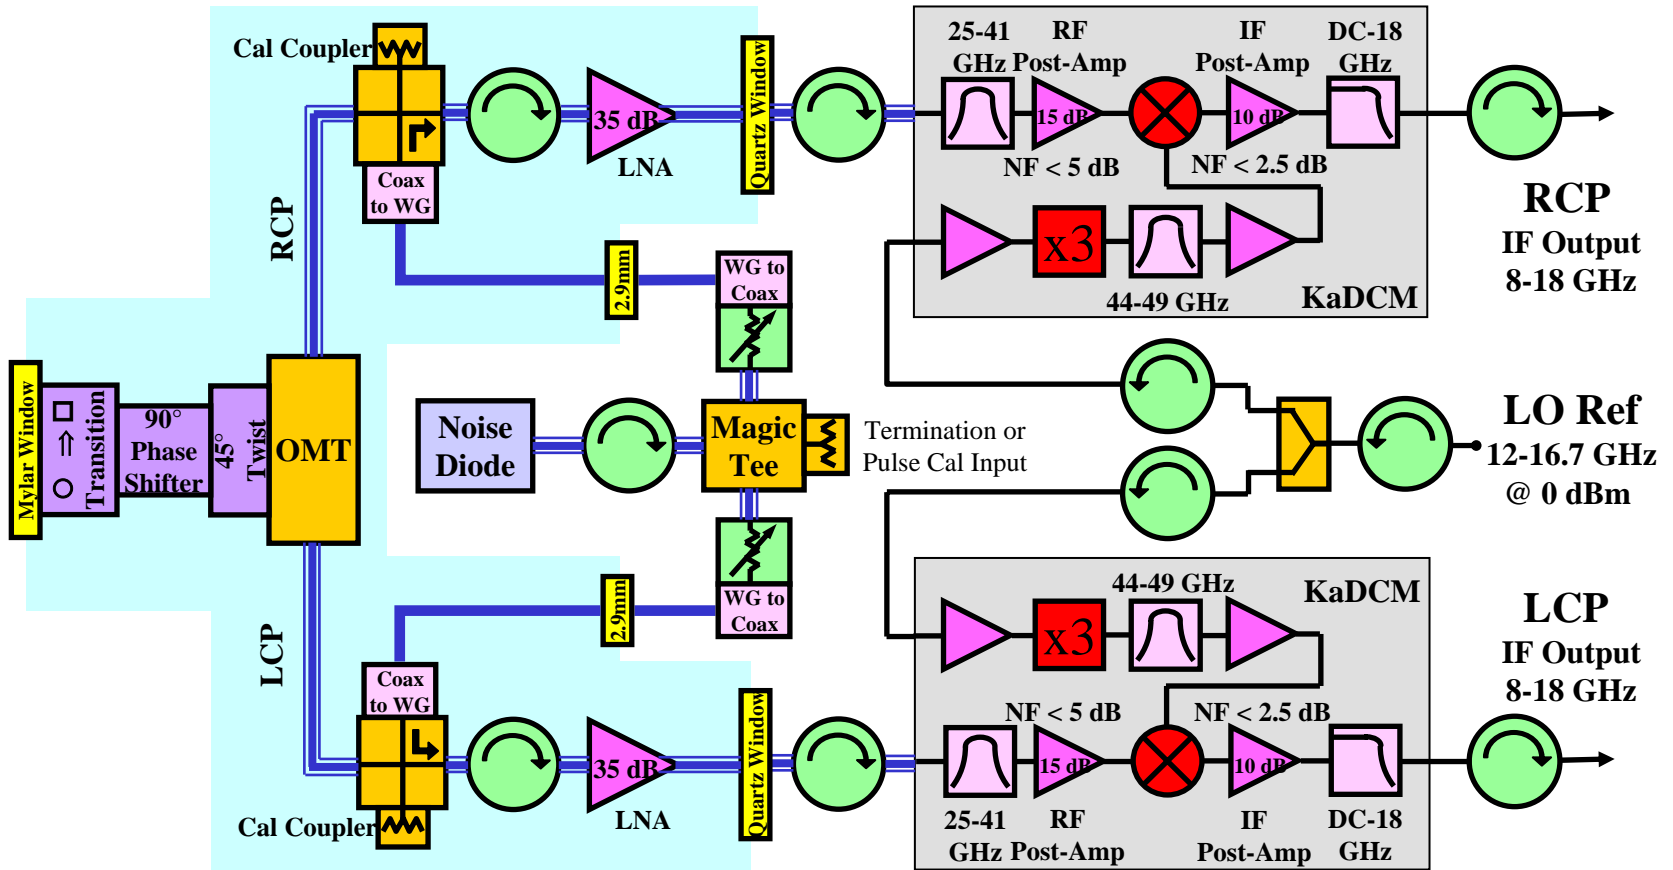 Cal Coupler
Coax
to WG
RCP
35 dB
LNA
Quartz Window
25-41
GHz
RF
Post-Amp
IF
Post-Amp
DC-18
GHz
15 dB
10 dB
NF < 5 dB
NF < 2.5 dB
x3
44-49 GHz
KaDCM
RCP
IF Output
8-18 GHz
2.9mm
WG to
Coax
Mylar Window
Transition
90°
Phase
Shifter
45°
Twist
OMT
Noise
Diode
Magic
Tee
Termination or
Pulse Cal Input
LO Ref
12-16.7 GHz
@ 0 dBm
2.9mm
WG to
Coax
LCP
Coax
to WG
Cal Coupler
35 dB
LNA
Quartz Window
44-49 GHz
KaDCM
x3
NF < 5 dB
NF < 2.5 dB
15 dB
10 dB
25-41
GHz
RF
Post-Amp
IF
Post-Amp
DC-18
GHz
LCP
IF Output
8-18 GHz